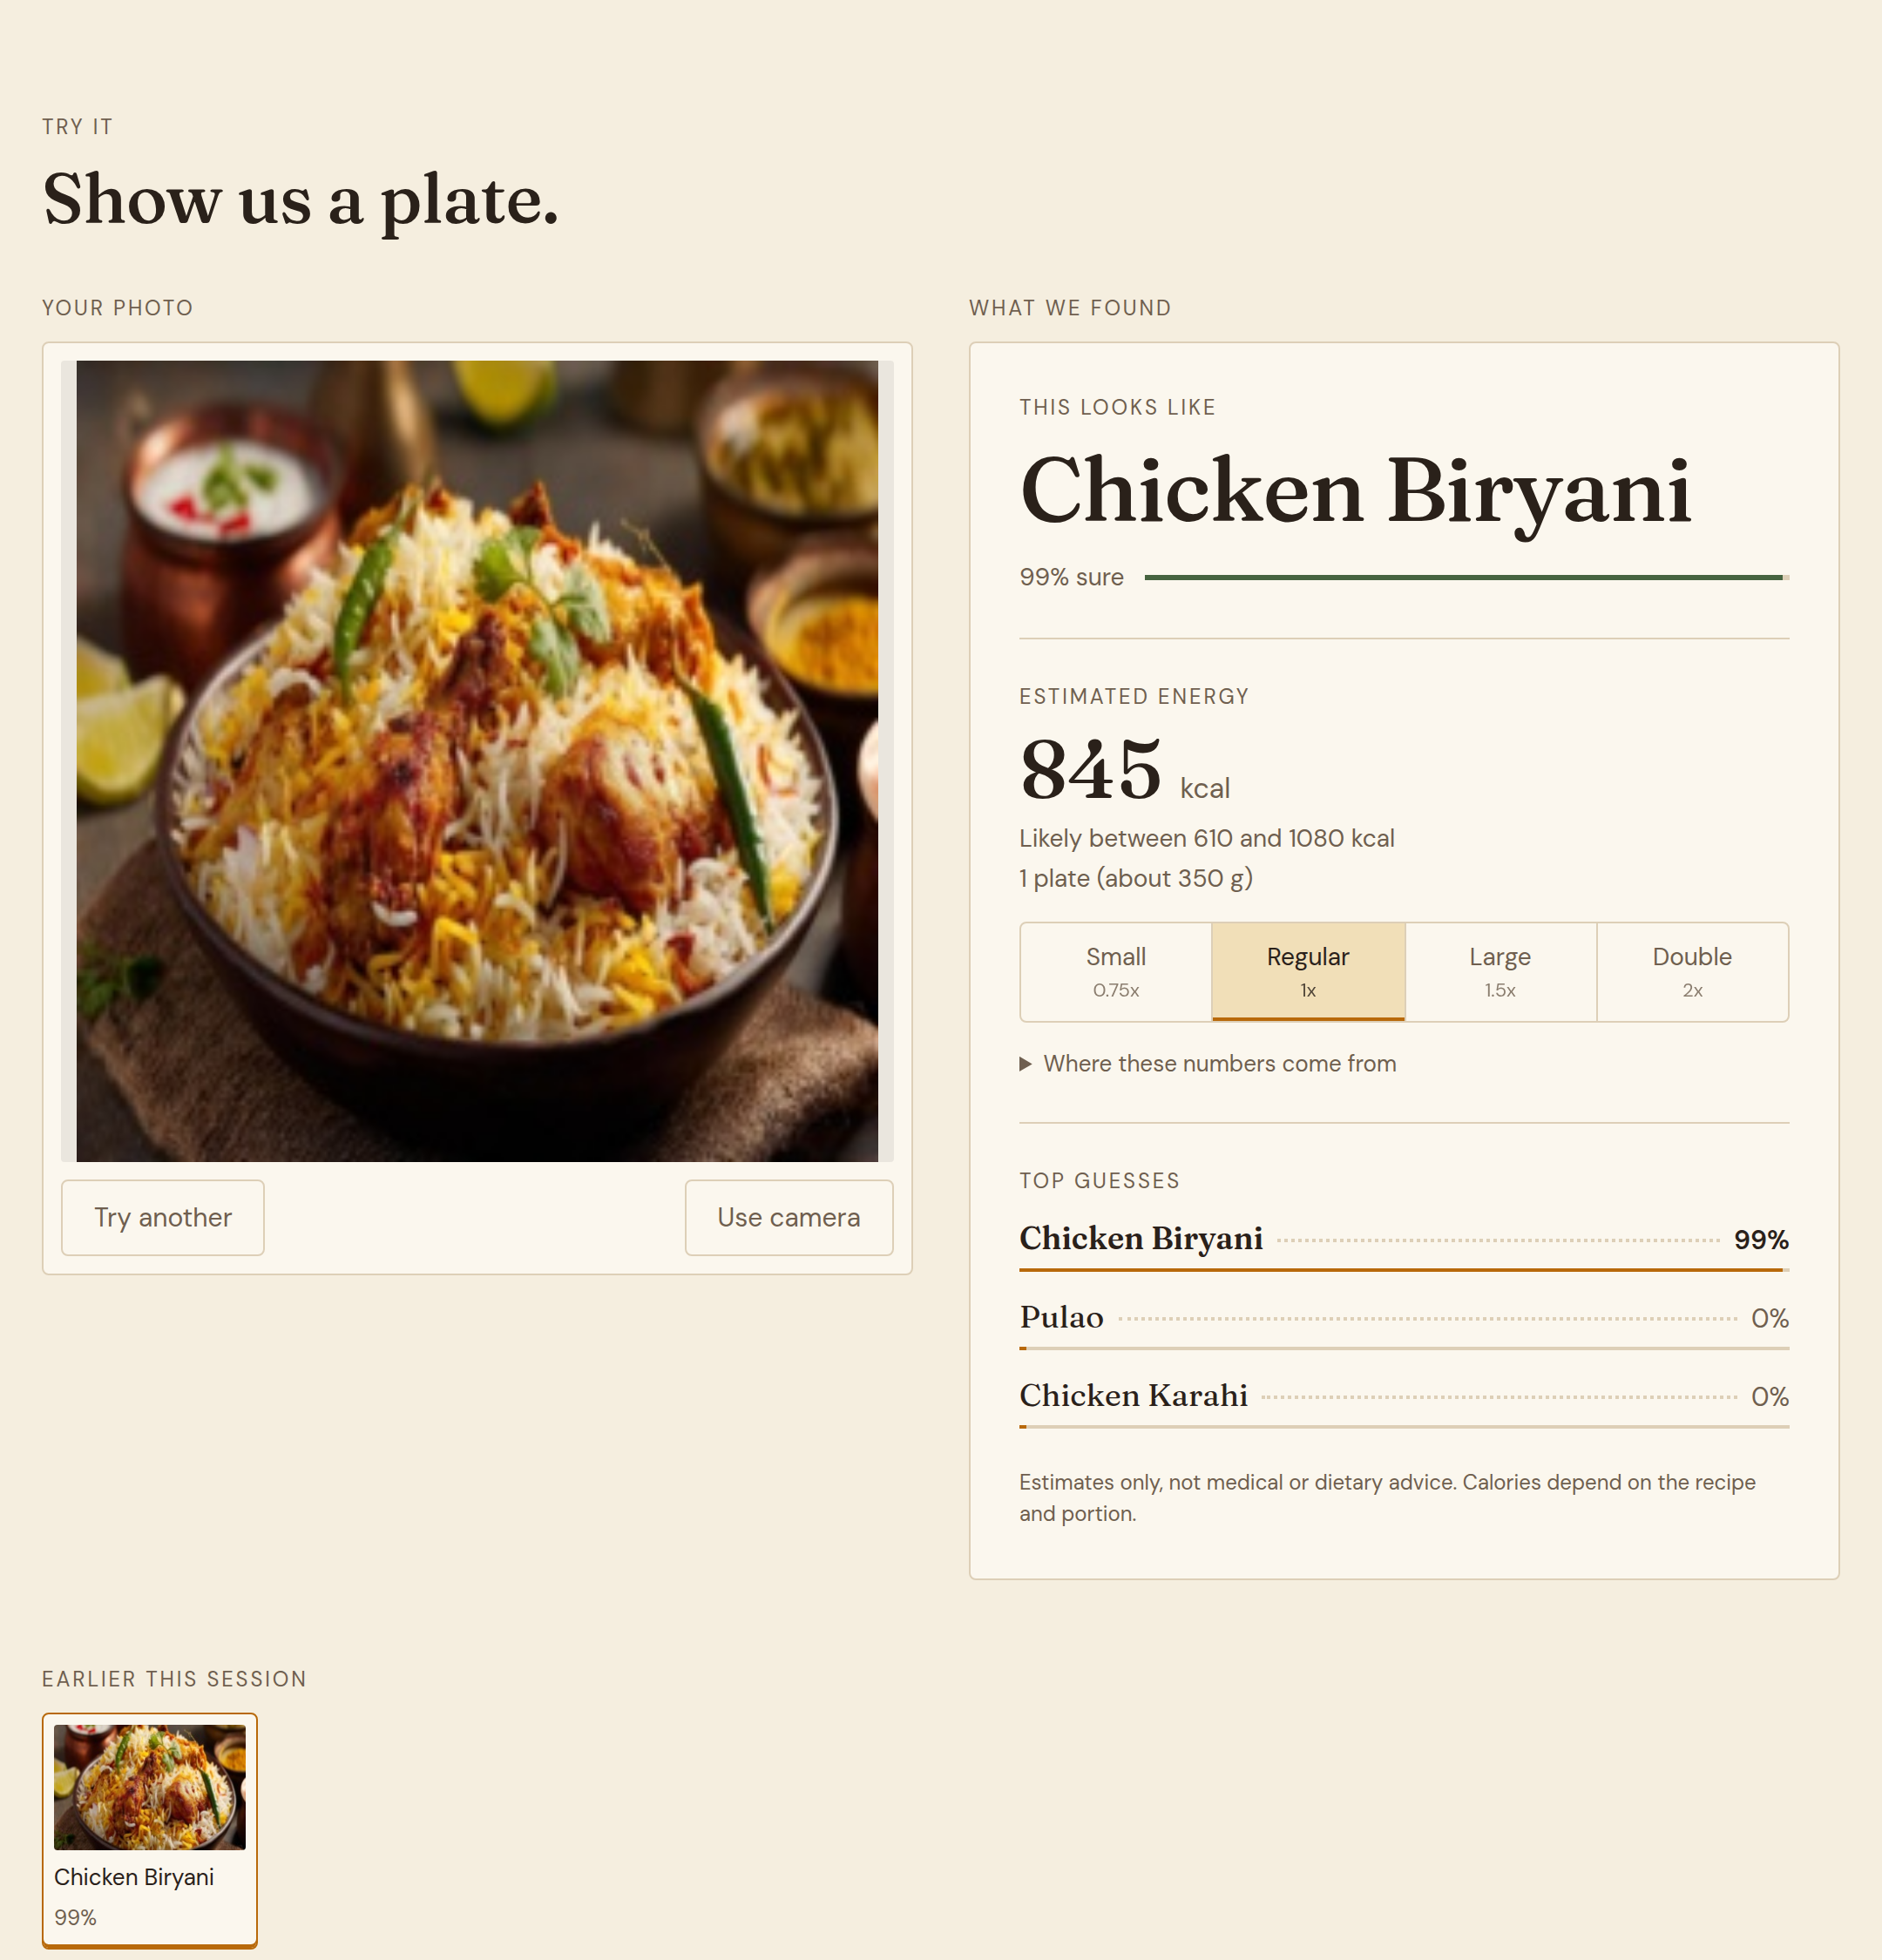 TRY IT
Show us a plate.
YOUR PHOTO
Try another
Use camera
WHAT WE FOUND
THIS LOOKS LIKE
Chicken Biryani
99% sure
ESTIMATED ENERGY
845 kcal
Likely between 610 and 1080 kcal
1 plate (about 350 g)
Small
0.75x
Regular
1x
Large
1.5x
Double
2x
Where these numbers come from
TOP GUESSES
Chicken Biryani 99%
Pulao 0%
Chicken Karahi 0%
Estimates only, not medical or dietary advice. Calories depend on the recipe
and portion.
EARLIER THIS SESSION
Chicken Biryani
99%